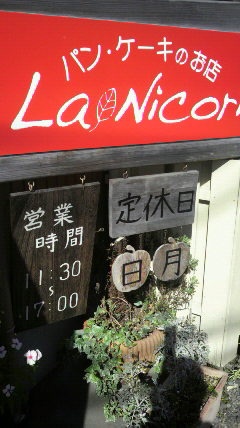 パン・ケーキのお店
La Nicor
営業
時間
11:30
〜
17:00
定休日
日 月